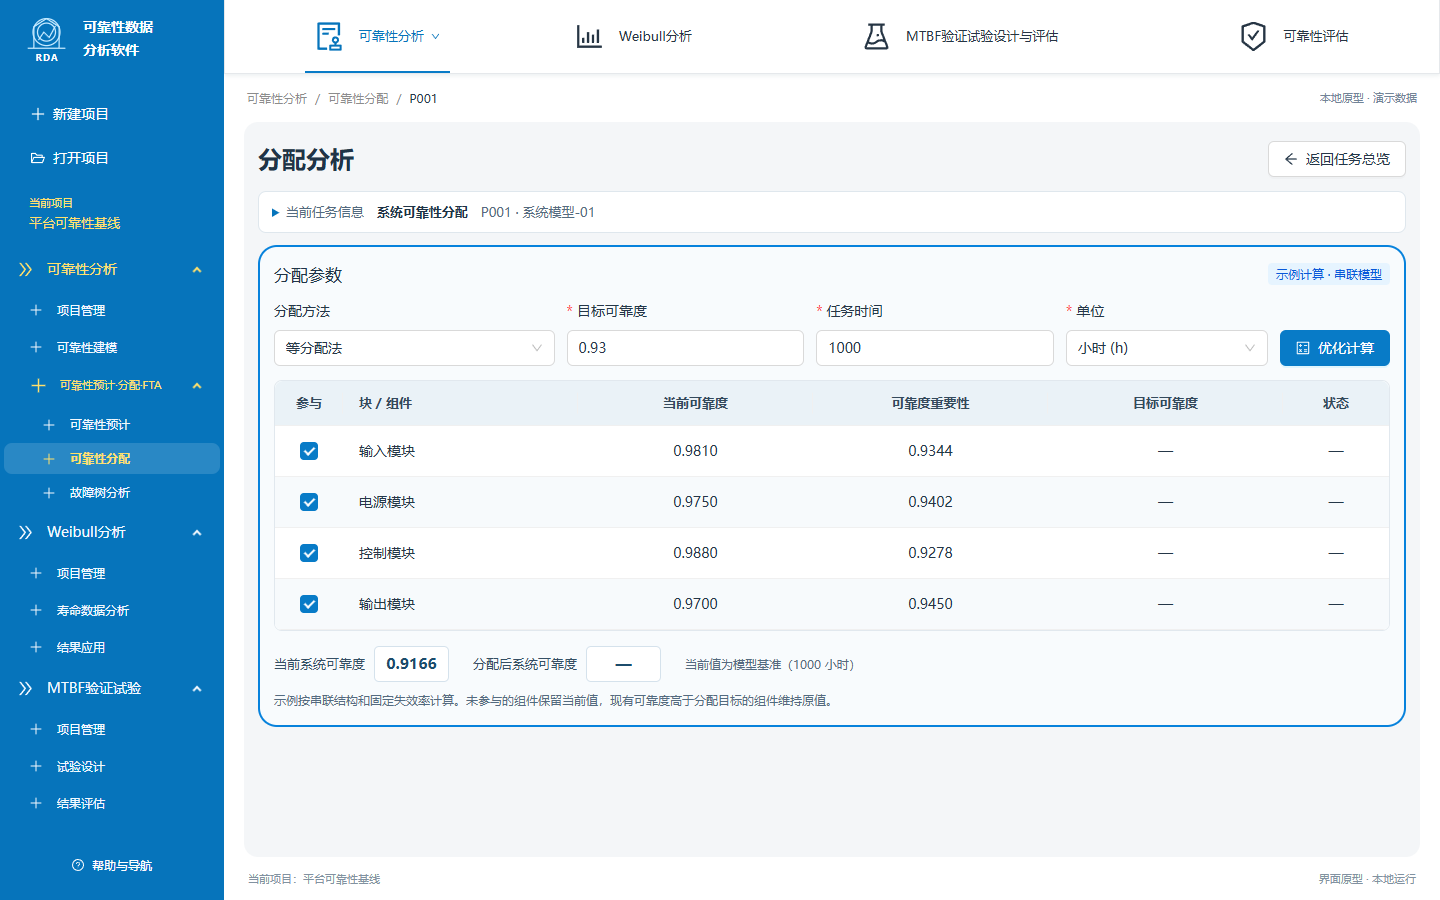 可靠性数据
分析软件
RDA
新建项目
打开项目
当前项目
平台可靠性基线
可靠性分析
项目管理
可靠性建模
可靠性预计·分配·FTA
可靠性预计
可靠性分配
故障树分析
Weibull分析
项目管理
寿命数据分析
结果应用
MTBF验证试验
项目管理
试验设计
结果评估
帮助与导航
可靠性分析
Weibull分析
MTBF验证试验设计与评估
可靠性评估
可靠性分析 / 可靠性分配 / P001
本地原型 · 演示数据
分配分析
返回任务总览
当前任务信息 系统可靠性分配 P001 · 系统模型-01
分配参数
示例计算 · 串联模型
分配方法 * 目标可靠度 * 任务时间 * 单位
等分配法 0.93 1000 小时 (h) 优化计算
参与 块 / 组件 当前可靠度 可靠度重要性 目标可靠度 状态
输入模块 0.9810 0.9344 — —
电源模块 0.9750 0.9402 — —
控制模块 0.9880 0.9278 — —
输出模块 0.9700 0.9450 — —
当前系统可靠度 0.9166 分配后系统可靠度 — 当前值为模型基准（1000 小时）
示例按串联结构和固定失效率计算。未参与的组件保留当前值，现有可靠度高于分配目标的组件维持原值。
当前项目：平台可靠性基线
界面原型 · 本地运行